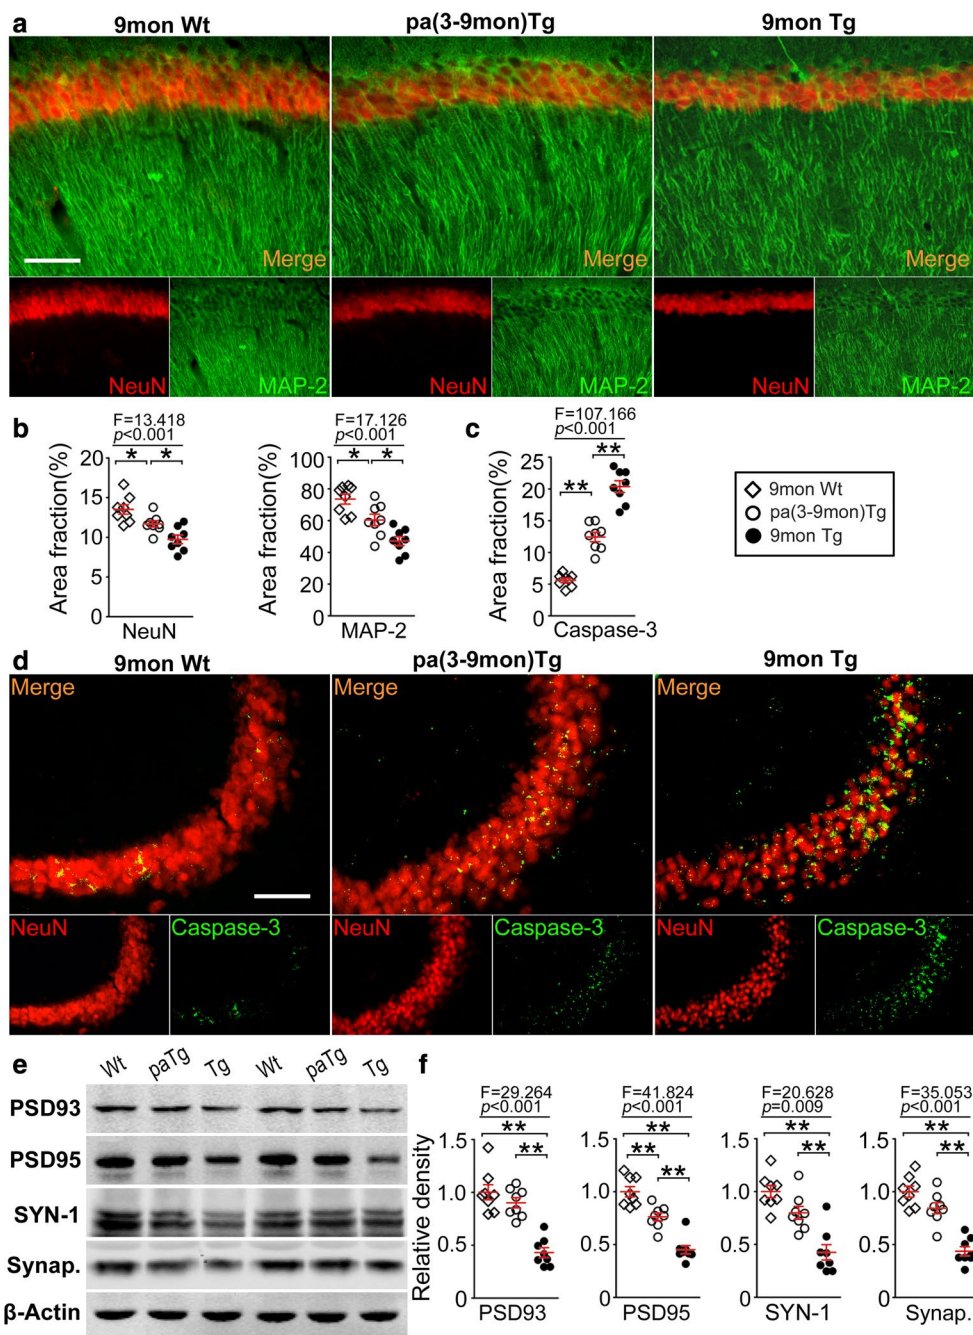 a
9mon Wt
pa(3-9mon)Tg
9mon Tg
Merge
Merge
Merge
NeuN
MAP-2
NeuN
MAP-2
NeuN
MAP-2
b
F=13.418
p<0.001
* *
Area fraction(%)
20
15
10
5
0
NeuN
F=17.126
p<0.001
* *
Area fraction(%)
100
80
60
40
20
0
MAP-2
c
F=107.166
p<0.001
**
**
Area fraction(%)
25
20
15
10
5
0
Caspase-3
9mon Wt
pa(3-9mon)Tg
9mon Tg
d
9mon Wt
pa(3-9mon)Tg
9mon Tg
Merge
Merge
Merge
NeuN
Caspase-3
NeuN
Caspase-3
NeuN
Caspase-3
e
Wt paTg Tg Wt paTg Tg
PSD93
PSD95
SYN-1
Synap.
β-Actin
f
Relative density
F=29.264
p<0.001
**
**
1.5
1.0
0.5
0
PSD93
F=41.824
p<0.001
**
** **
1.5
1.0
0.5
0
PSD95
F=20.628
p=0.009
**
**
1.5
1.0
0.5
0
SYN-1
F=35.053
p<0.001
**
**
1.5
1.0
0.5
0
Synap.